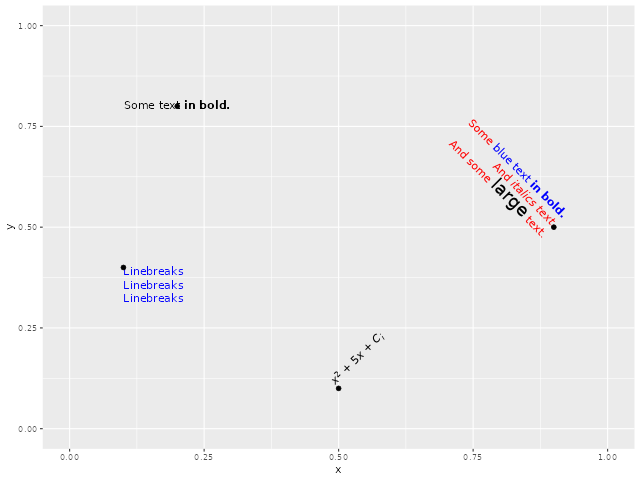 1.00
Some text in bold.
0.75
Some blue text in bold.
And italics text.
And some large text.
0.50
y
Linebreaks
Linebreaks
Linebreaks
0.25
x² + 5x + Cᵢ
0.00
0.00 0.25 0.50 0.75 1.00
x